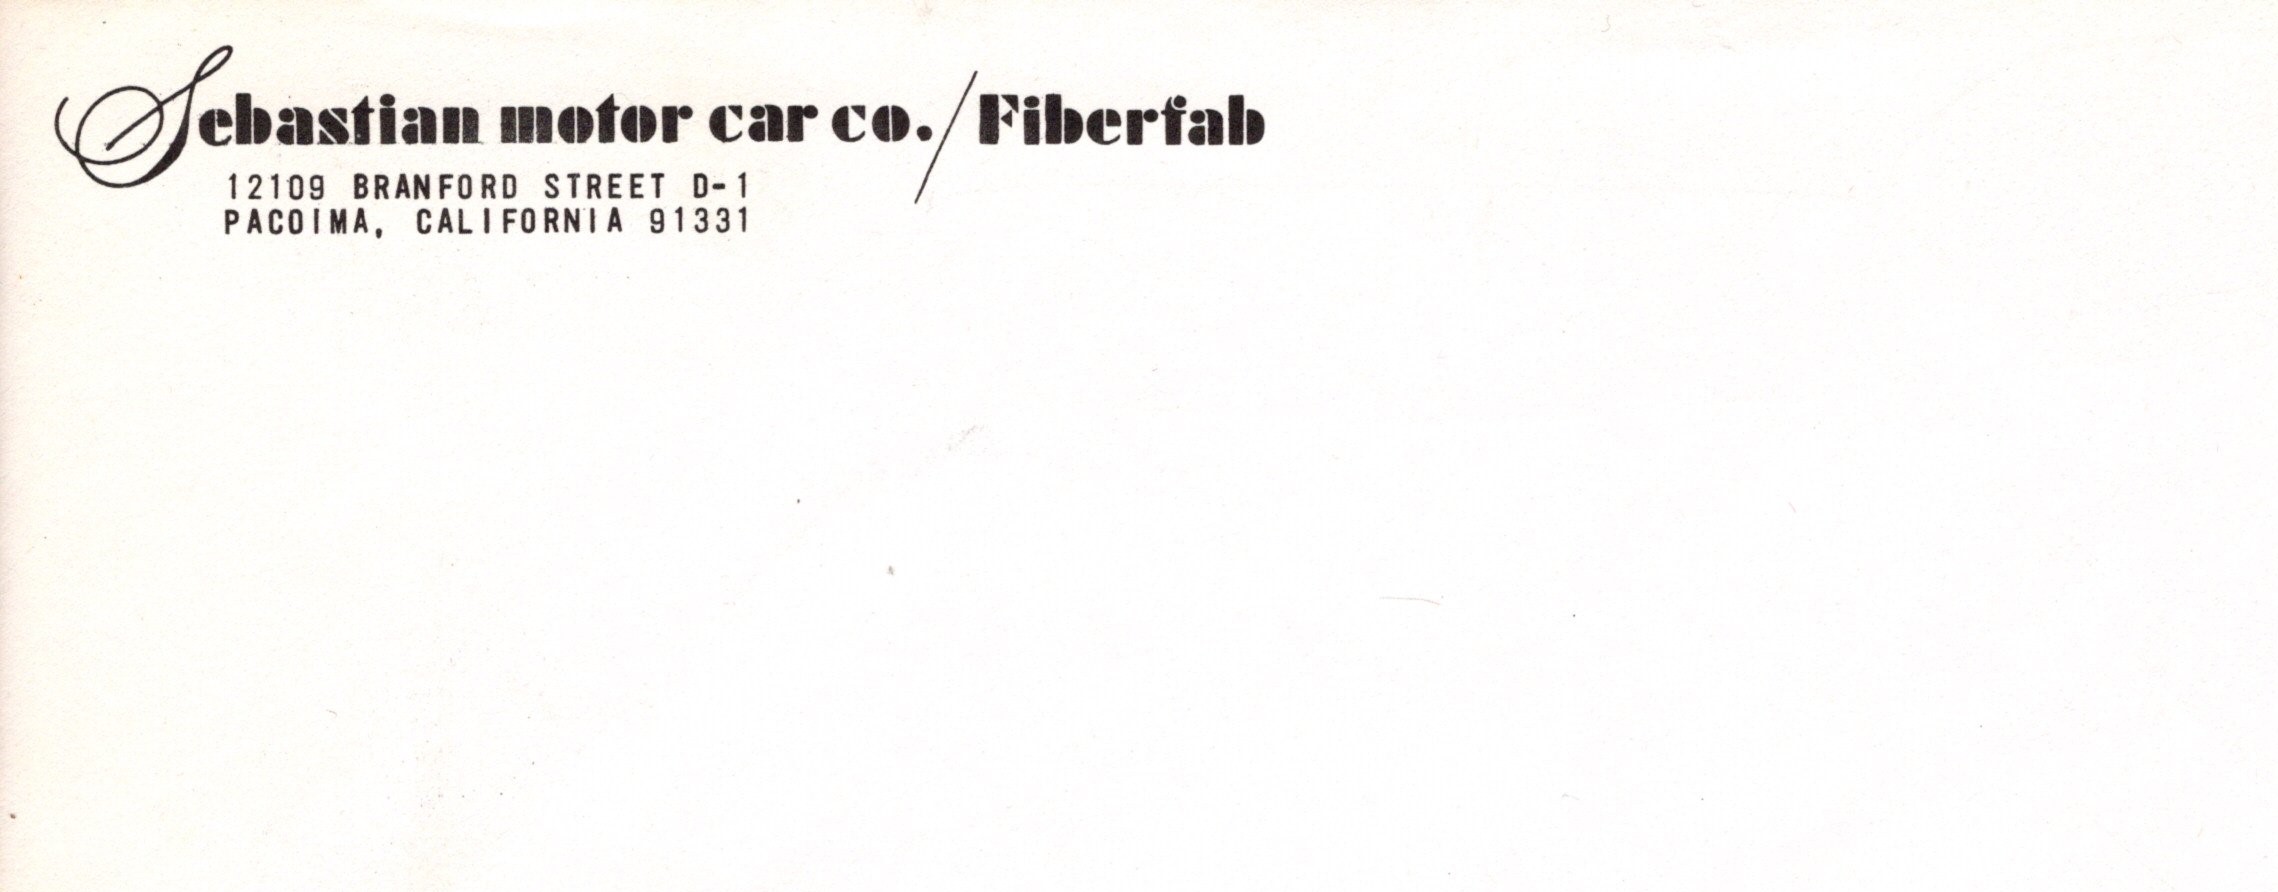 Sebastian motor car co./Fiberfab
12109 BRANFORD STREET D-1
PACOIMA, CALIFORNIA 91331